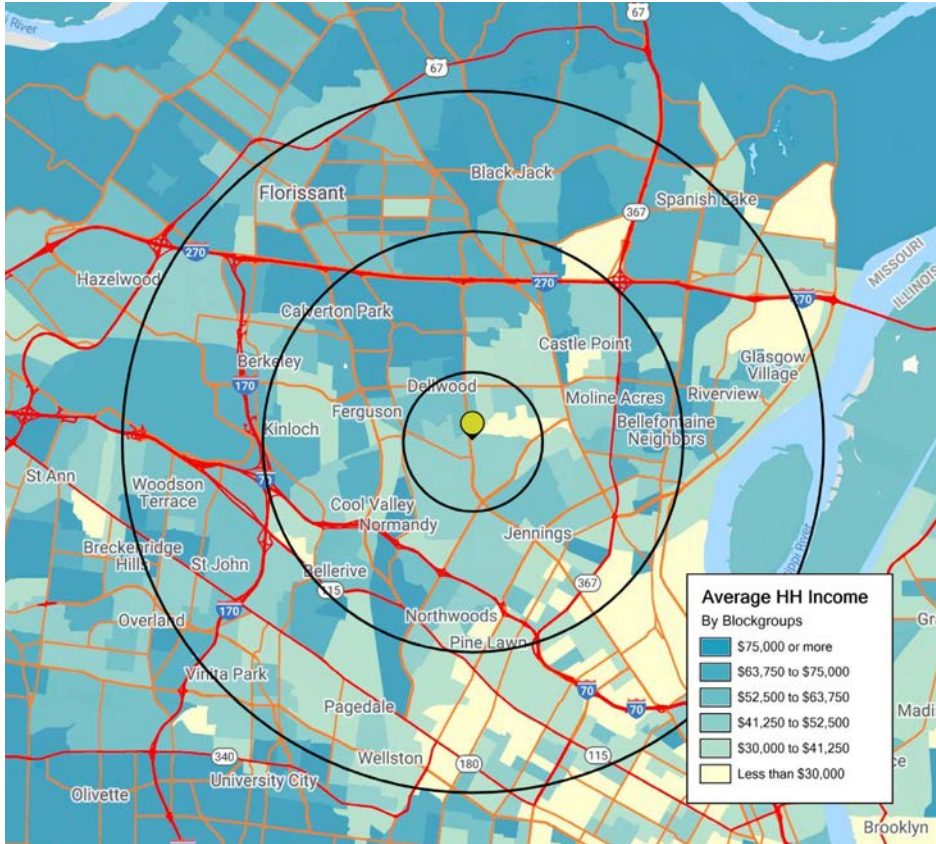 River
67
67
Black Jack
Florissant
Spanish Lake
367
270
Hazelwood
270
270
MISSOURI
ILLINOIS
Calverton Park
Castle Point
Berkeley
Glasgow
Village
170
Dellwood
Riverview
Moline Acres
Ferguson
Bellefontaine
Neighbors
Kinloch
70
St Ann
Woodson
Terrace
Cool Valley
Normandy
Jennings
Breckenridge
Hills
St John
Bellerive
115
367
170
Northwoods
Overland
Pine Lawn
Vinita Park
70
70
Pagedale
340
Wellston
180
115
University City
Olivette
Brooklyn
Average HH Income
By Blockgroups
$75,000 or more
$63,750 to $75,000
$52,500 to $63,750
$41,250 to $52,500
$30,000 to $41,250
Less than $30,000